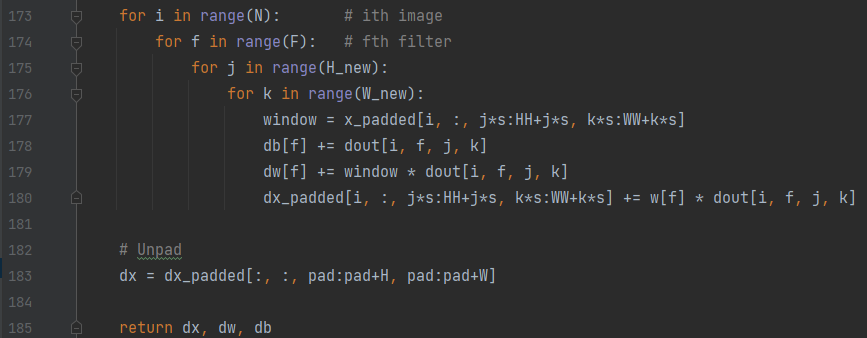 173 for i in range(N):        # ith image
174     for f in range(F):   # fth filter
175         for j in range(H_new):
176             for k in range(W_new):
177                 window = x_padded[i, :, j*s:HH+j*s, k*s:WW+k*s]
178                 db[f] += dout[i, f, j, k]
179                 dw[f] += window * dout[i, f, j, k]
180                 dx_padded[i, :, j*s:HH+j*s, k*s:WW+k*s] += w[f] * dout[i, f, j, k]
181
182 # Unpad
183 dx = dx_padded[:, :, pad:pad+H, pad:pad+W]
184
185 return dx, dw, db